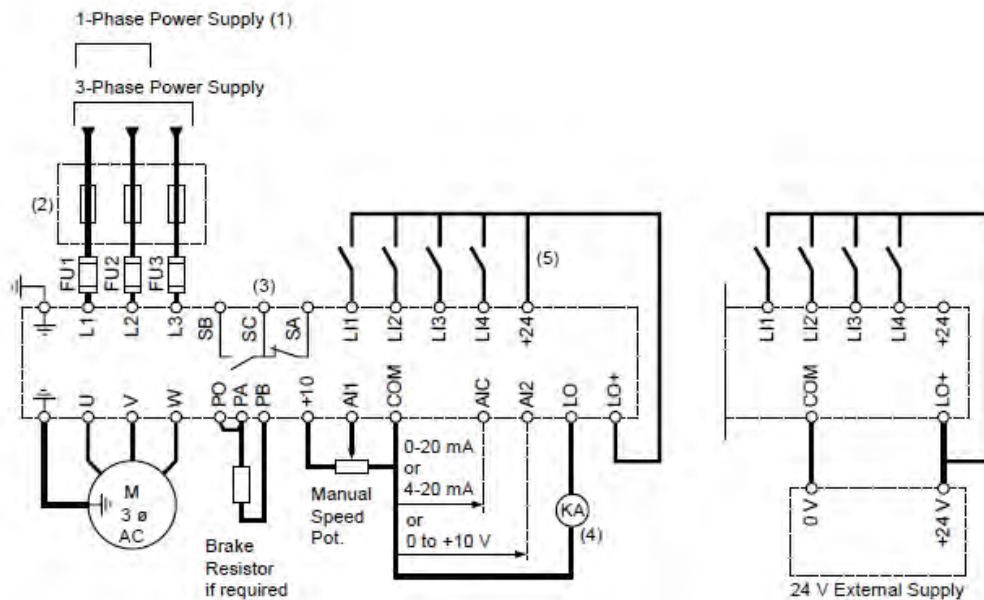 1-Phase Power Supply (1)
3-Phase Power Supply
(2)
FU1
FU2
FU3
(3)
(5)
L1
L2
L3
SB
SC
SA
LI1
LI2
LI3
LI4
+24
LI1
LI2
LI3
LI4
+24
U
V
W
PO
PA
PB
+10
AI1
COM
AIC
AI2
LO
LO+
COM
LO+
M
3 ø
AC
Brake
Resistor
if required
Manual
Speed
Pot.
0-20 mA
or
4-20 mA
or
0 to +10 V
KA
(4)
0 V
+24 V
24 V External Supply